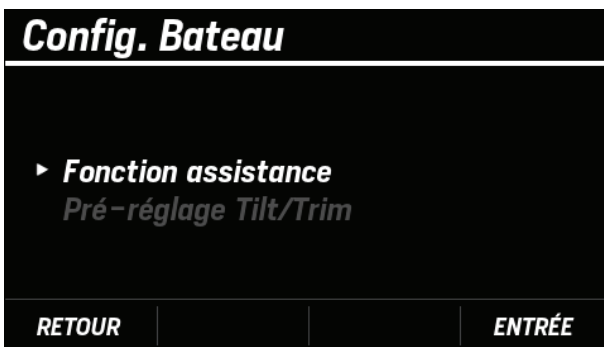 Config. Bateau
Fonction assistance
Pré-réglage Tilt/Trim
RETOUR
ENTRÉE